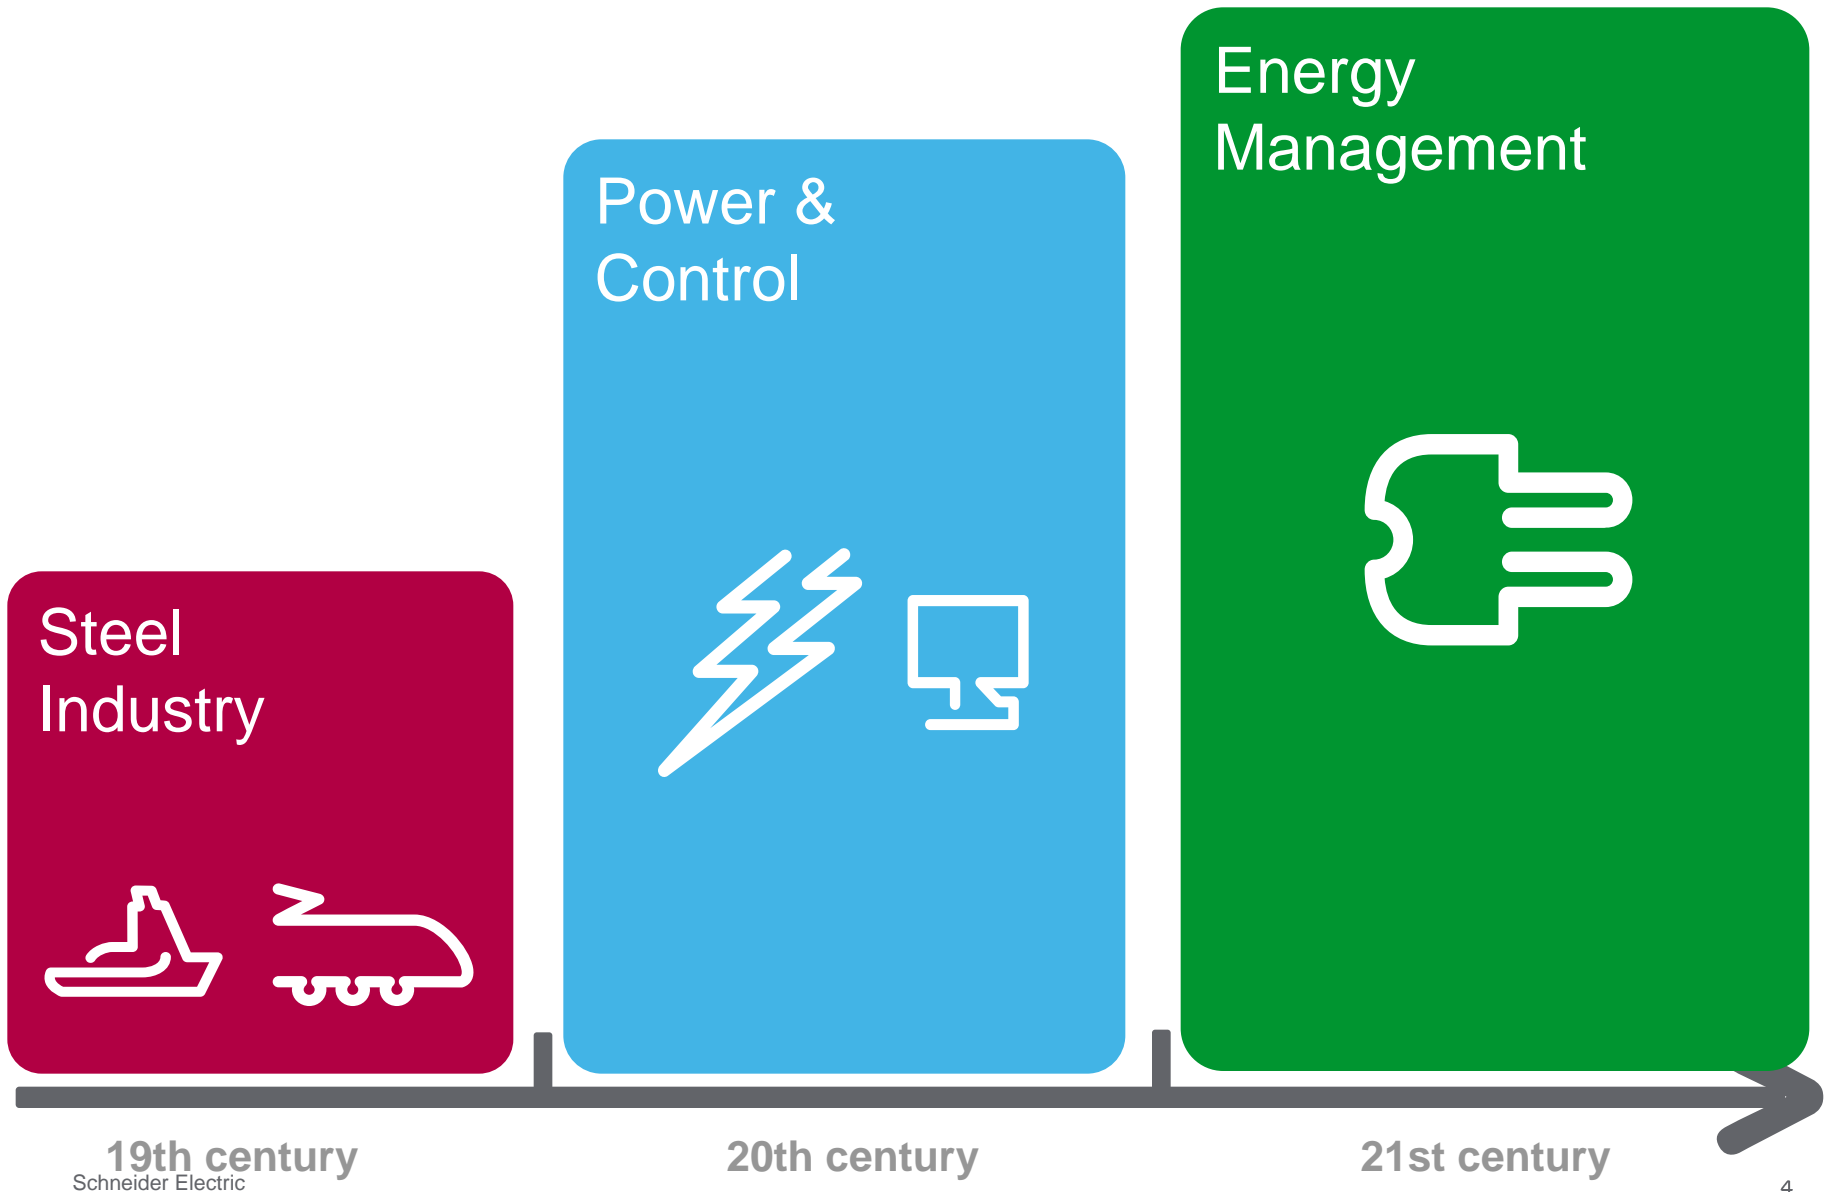 Energy
Management
Power &
Control
Steel
Industry
19th century
20th century
21st century
Schneider Electric
4